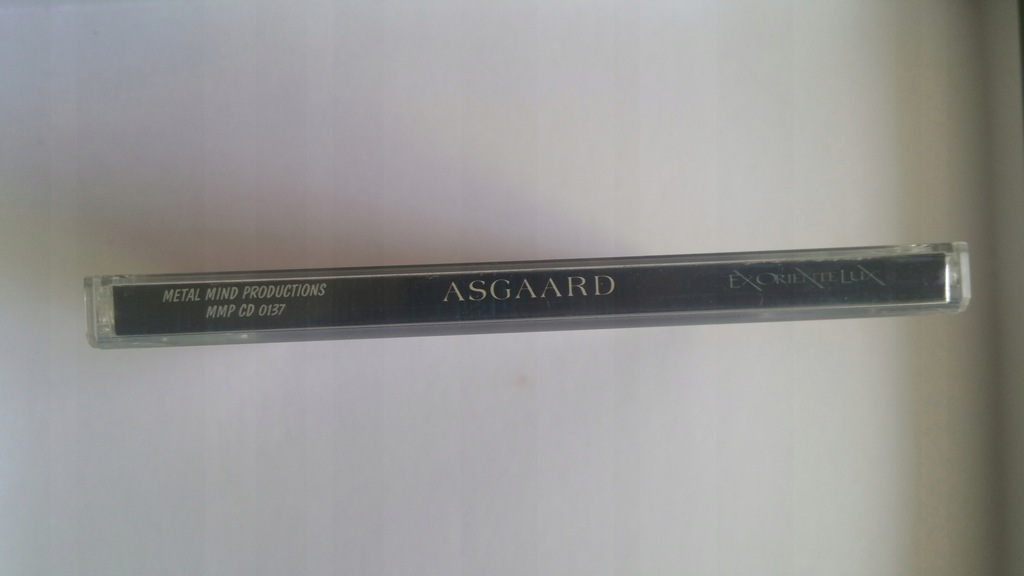 METAL MIND PRODUCTIONS
MMP CD 0137
ASGAARD
EX ORIENTE LUX